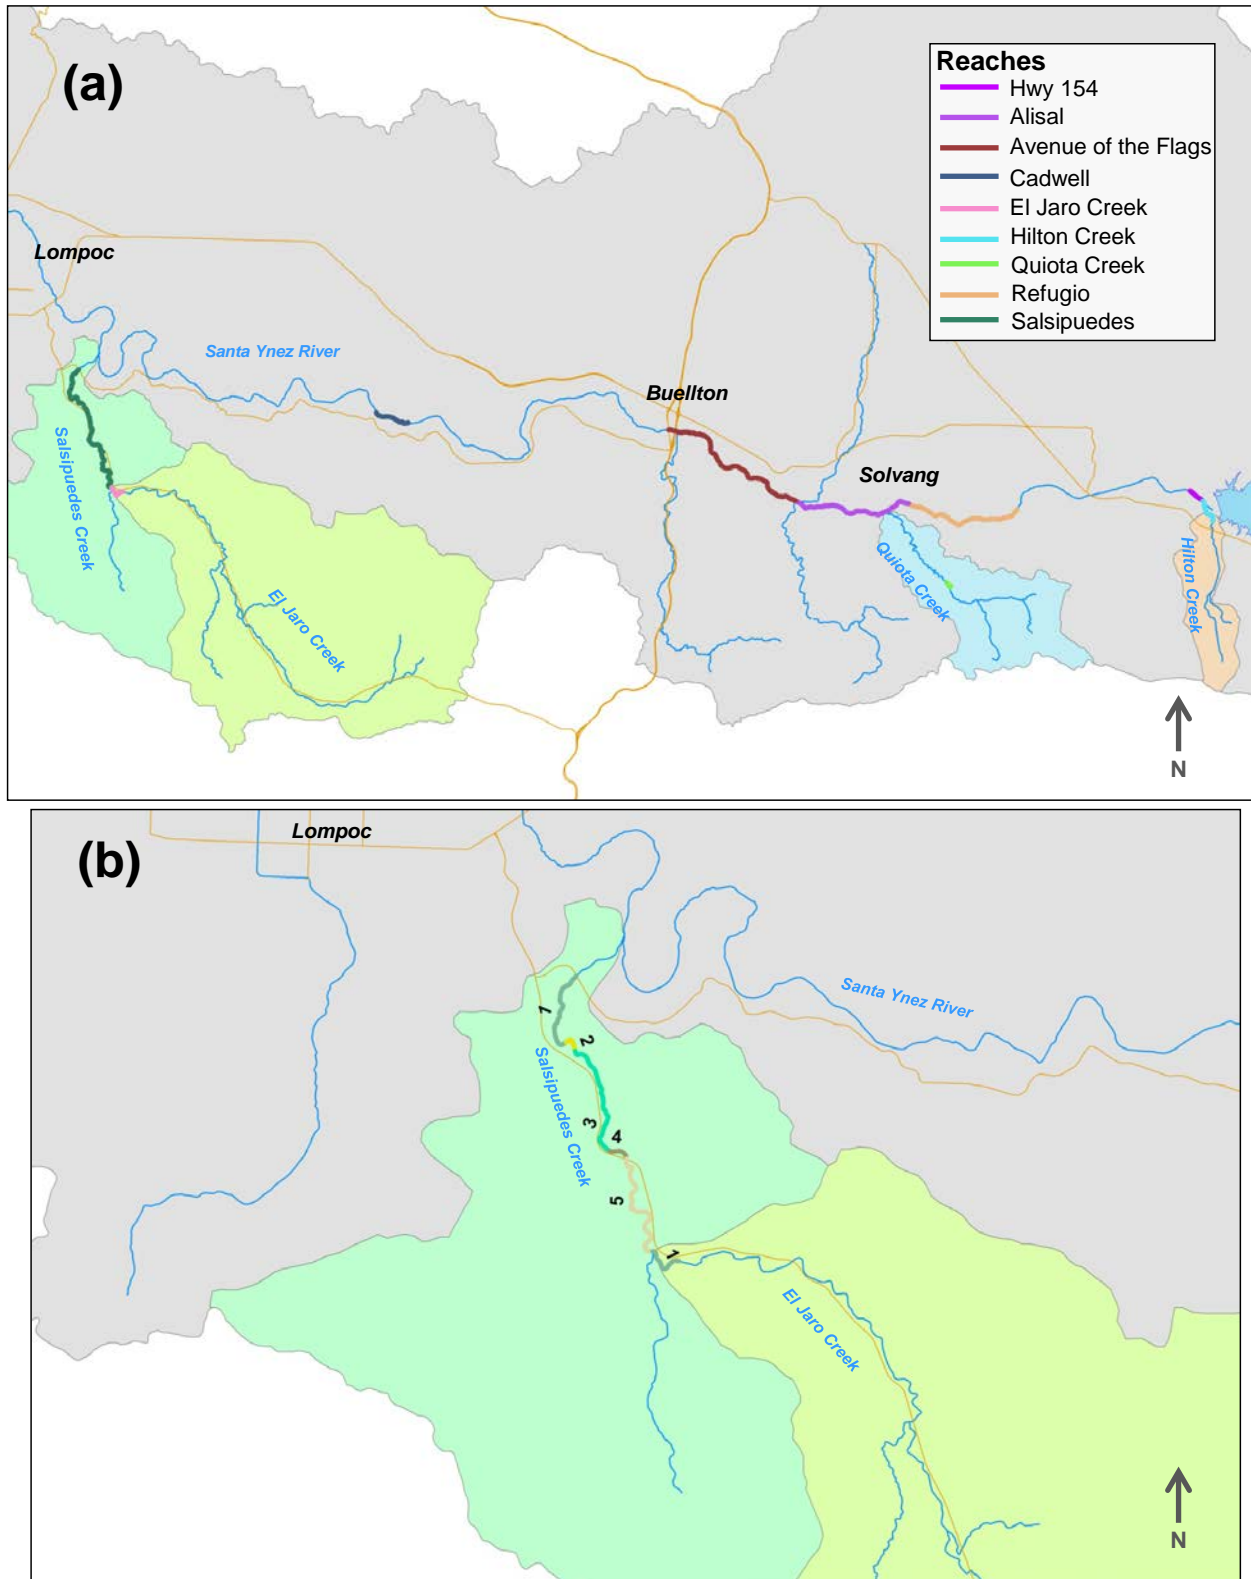 (a)
Reaches
Hwy 154
Alisal
Avenue of the Flags
Cadwell
El Jaro Creek
Hilton Creek
Quiota Creek
Refugio
Salsipuedes
Lompoc
Santa Ynez River
Buellton
Solvang
Salsipuedes Creek
El Jaro Creek
Quiota Creek
Hilton Creek
N
(b)
Lompoc
Santa Ynez River
1
2
Salsipuedes Creek
3
4
5
1
El Jaro Creek
N